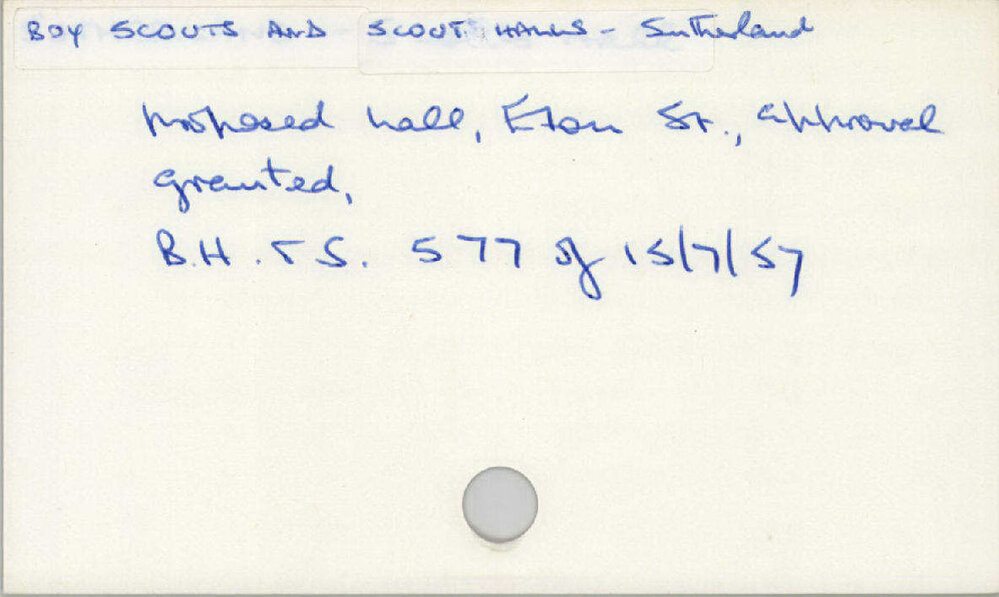 BOY SCOUTS AND SCOUT HALLS - Sutherland
proposed hall, Eton St., approval
granted,
B.H. & S. 577 of 15/7/57